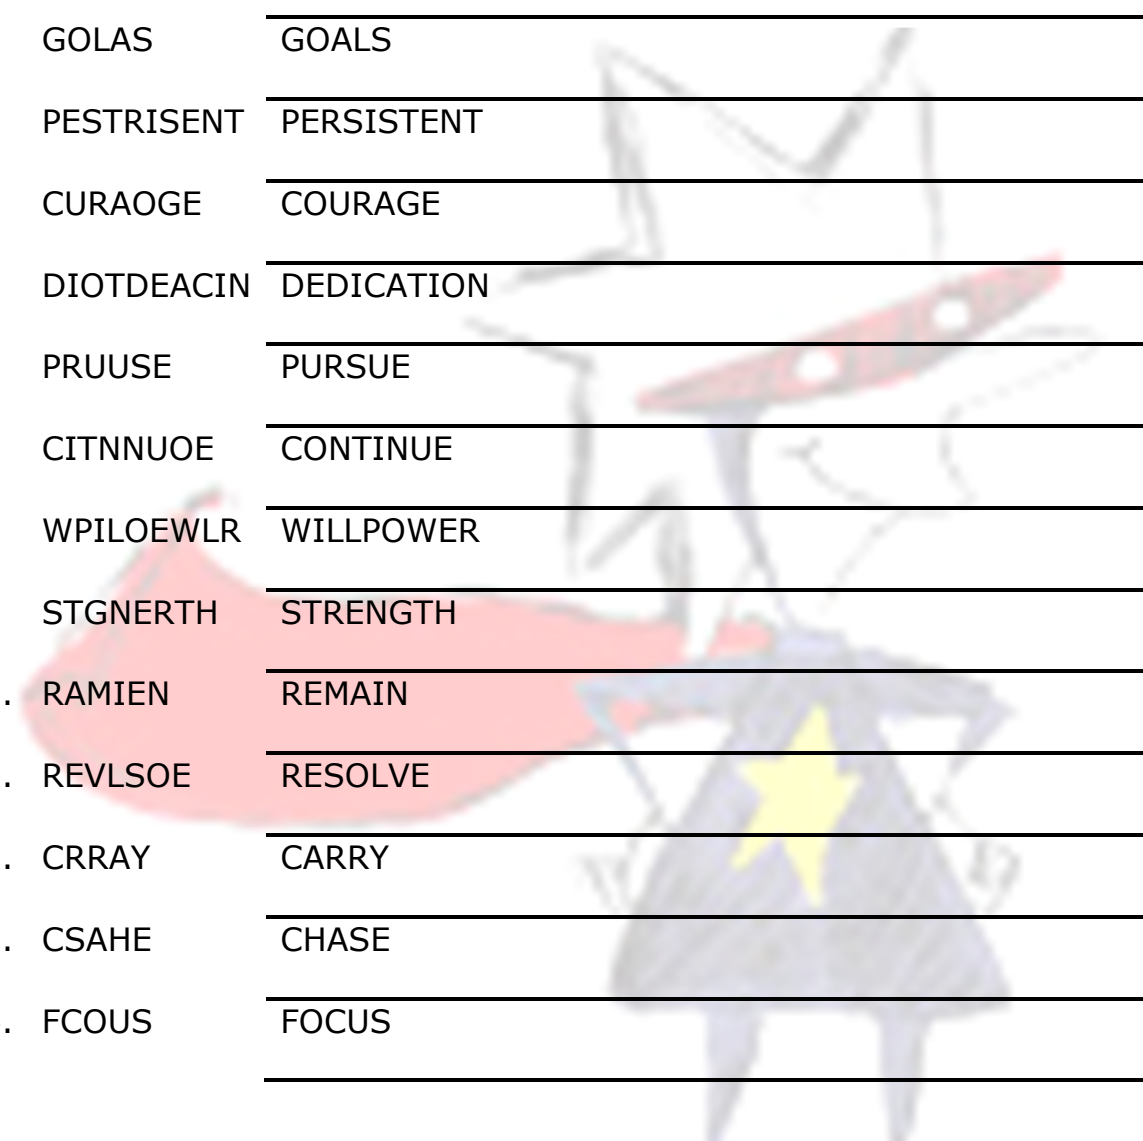 GOLAS GOALS
PESTRISENT PERSISTENT
CURAOGE COURAGE
DIOTDEACIN DEDICATION
PRUUSE PURSUE
CITNNUOE CONTINUE
WPILOEWLR WILLPOWER
STGNERTH STRENGTH
. RAMIEN REMAIN
. REVLSOE RESOLVE
. CRRAY CARRY
. CSAHE CHASE
. FCOUS FOCUS